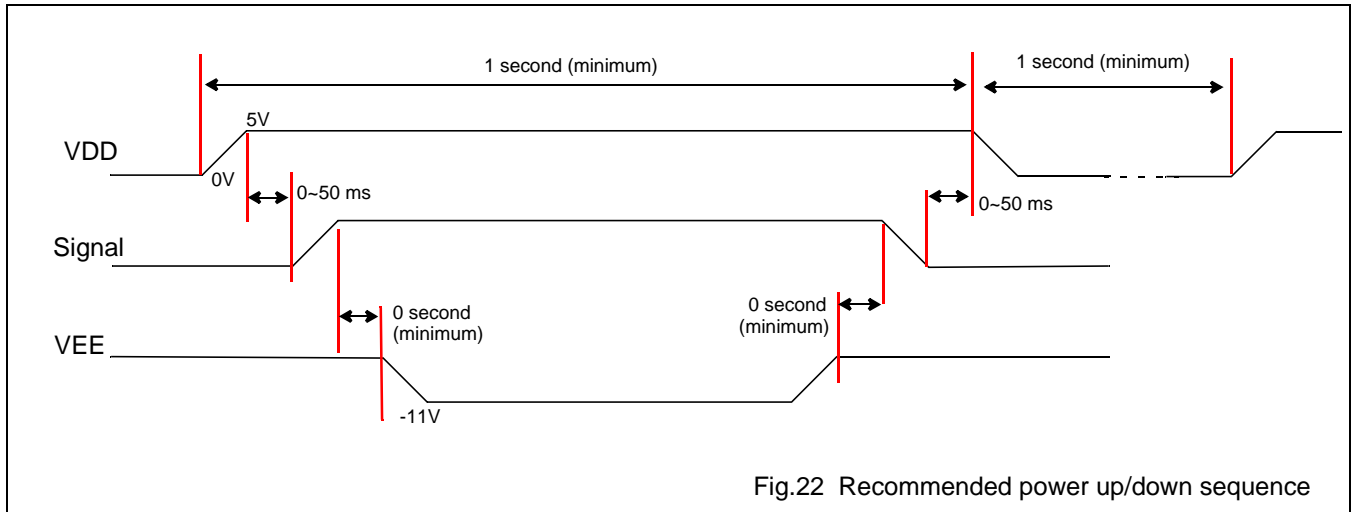 1 second (minimum)
1 second (minimum)
5V
VDD
0V
0~50 ms
0~50 ms
Signal
0 second
(minimum)
0 second
(minimum)
VEE
-11V
Fig.22 Recommended power up/down sequence